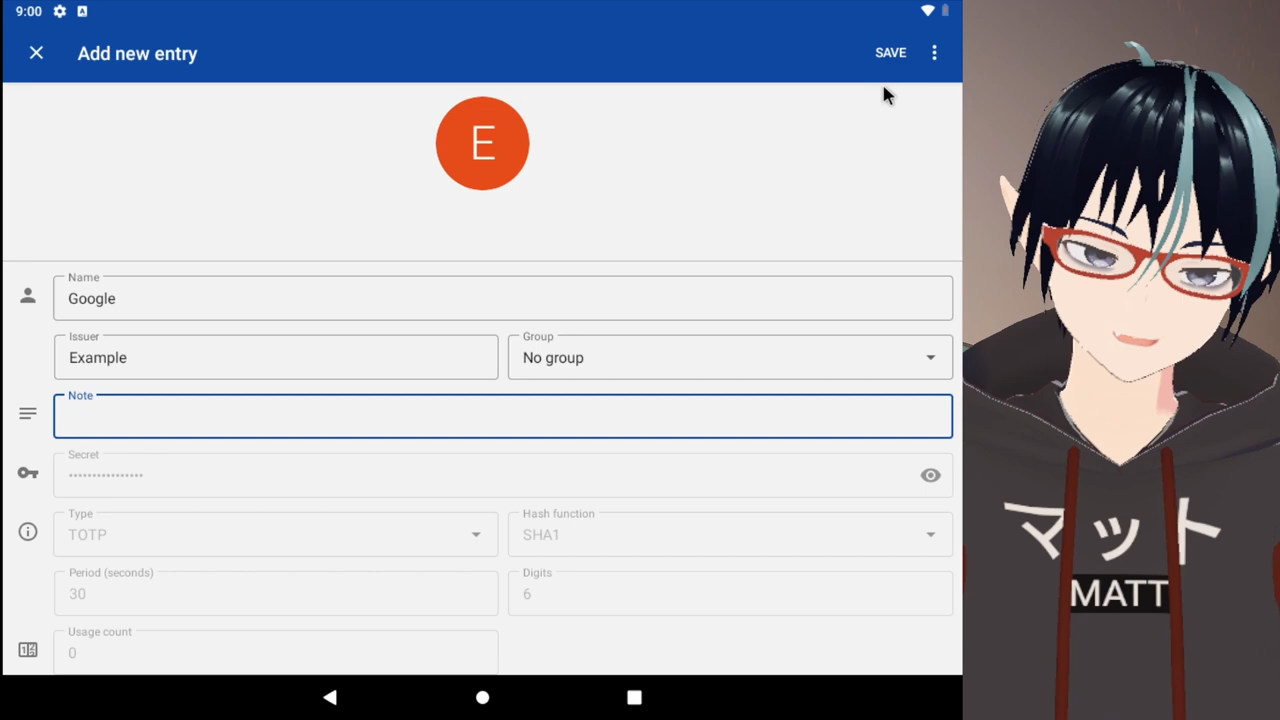 9:00
Add new entry
SAVE
E
Name
Google
Issuer
Example
Group
No group
Note
Secret
••••••••••••••••
Type
TOTP
Hash function
SHA1
Period (seconds)
30
Digits
6
Usage count
0
マット
MATT